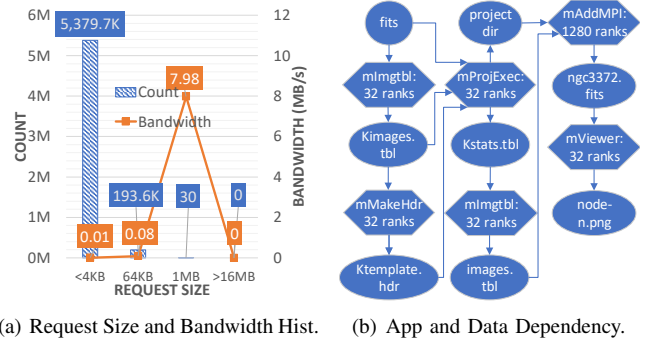 6M
5M
4M
3M
2M
1M
0M
COUNT
5,379.7K
193.6K
30
0
0.01
0.08
7.98
0
Count
Bandwidth
12
10
8
6
4
2
0
BANDWIDTH (MB/s)
<4KB
64KB
1MB
>16MB
REQUEST SIZE
(a) Request Size and Bandwidth Hist.
fits
mImgtbl:
32 ranks
Kimages.
tbl
mMakeHdr
32 ranks
Ktemplate.
hdr
project
dir
mProjExec:
32 ranks
Kstats.tbl
mImgtbl:
32 ranks
images.
tbl
mAddMPI:
1280 ranks
ngc3372.
fits
mViewer:
32 ranks
node-
n.png
(b) App and Data Dependency.